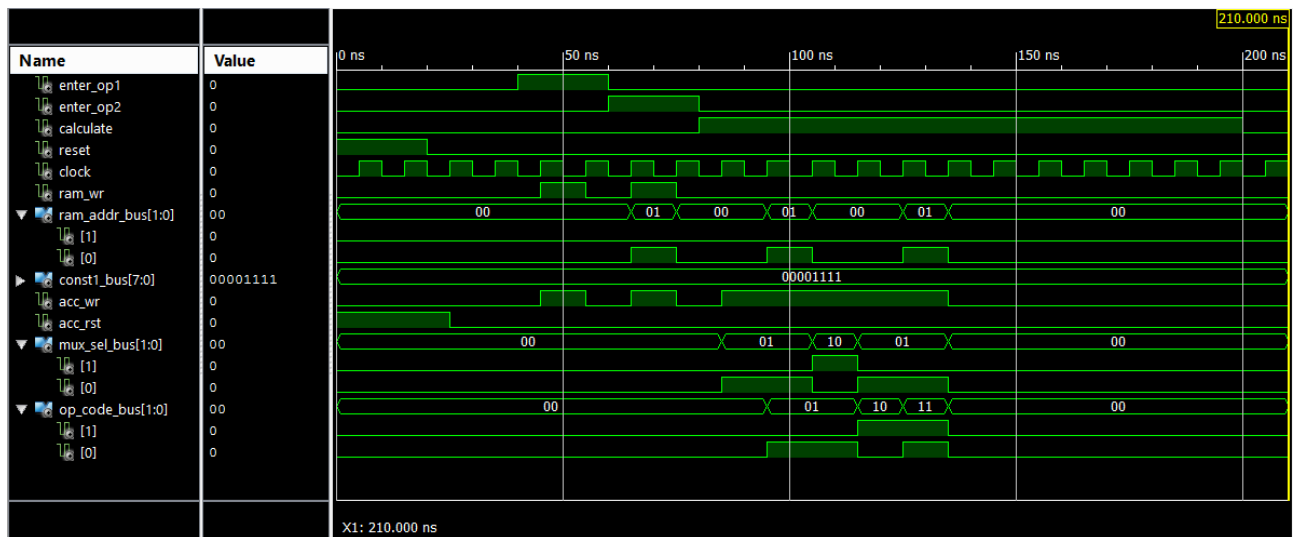 210.000 ns
Name Value 0 ns 50 ns 100 ns 150 ns 200 ns
enter_op1 0
enter_op2 0
calculate 0
reset 0
clock 0
ram_wr 0
ram_addr_bus[1:0] 00 00 01 00 01 00 01 00
[1] 0
[0] 0
const1_bus[7:0] 00001111 00001111
acc_wr 0
acc_rst 0
mux_sel_bus[1:0] 00 00 01 10 01 00
[1] 0
[0] 0
op_code_bus[1:0] 00 00 01 10 11 00
[1] 0
[0] 0
X1: 210.000 ns